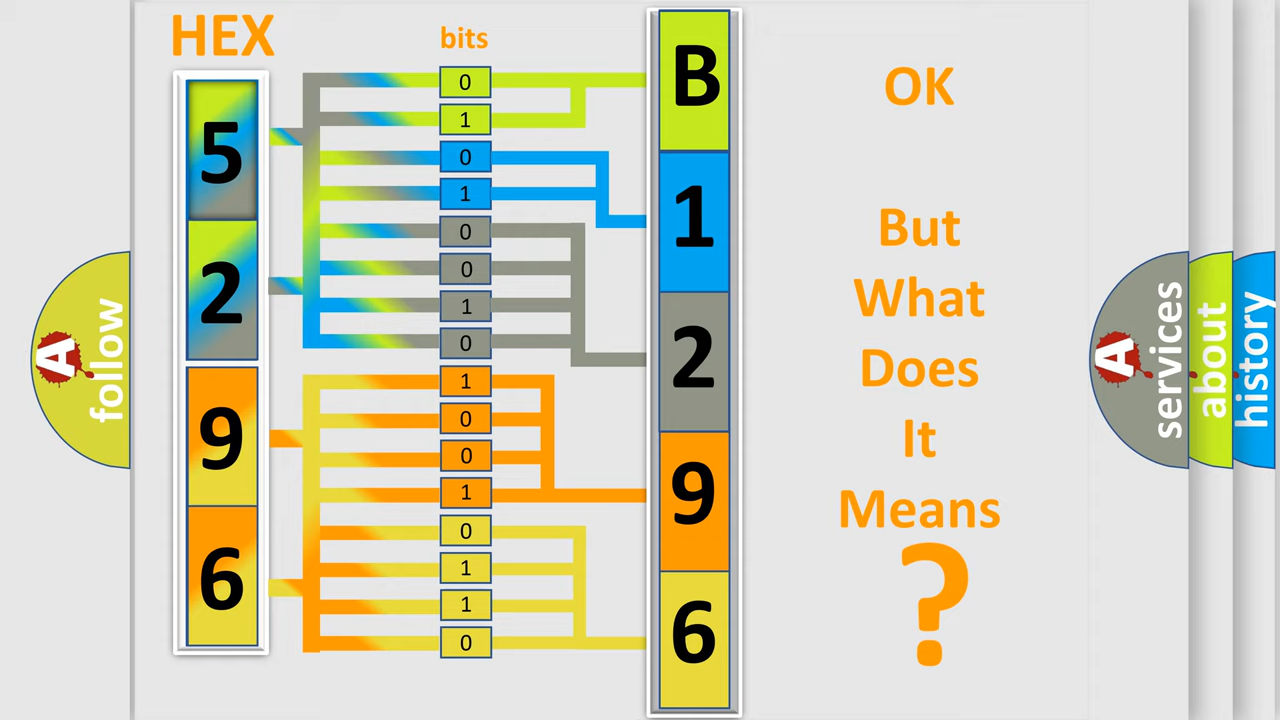 HEX
bits
5
2
9
6
0
1
0
1
0
0
1
0
1
0
0
1
0
1
1
0
B
1
2
9
6
OK
But
What
Does
It
Means
?
A
follow
A
services
about
history